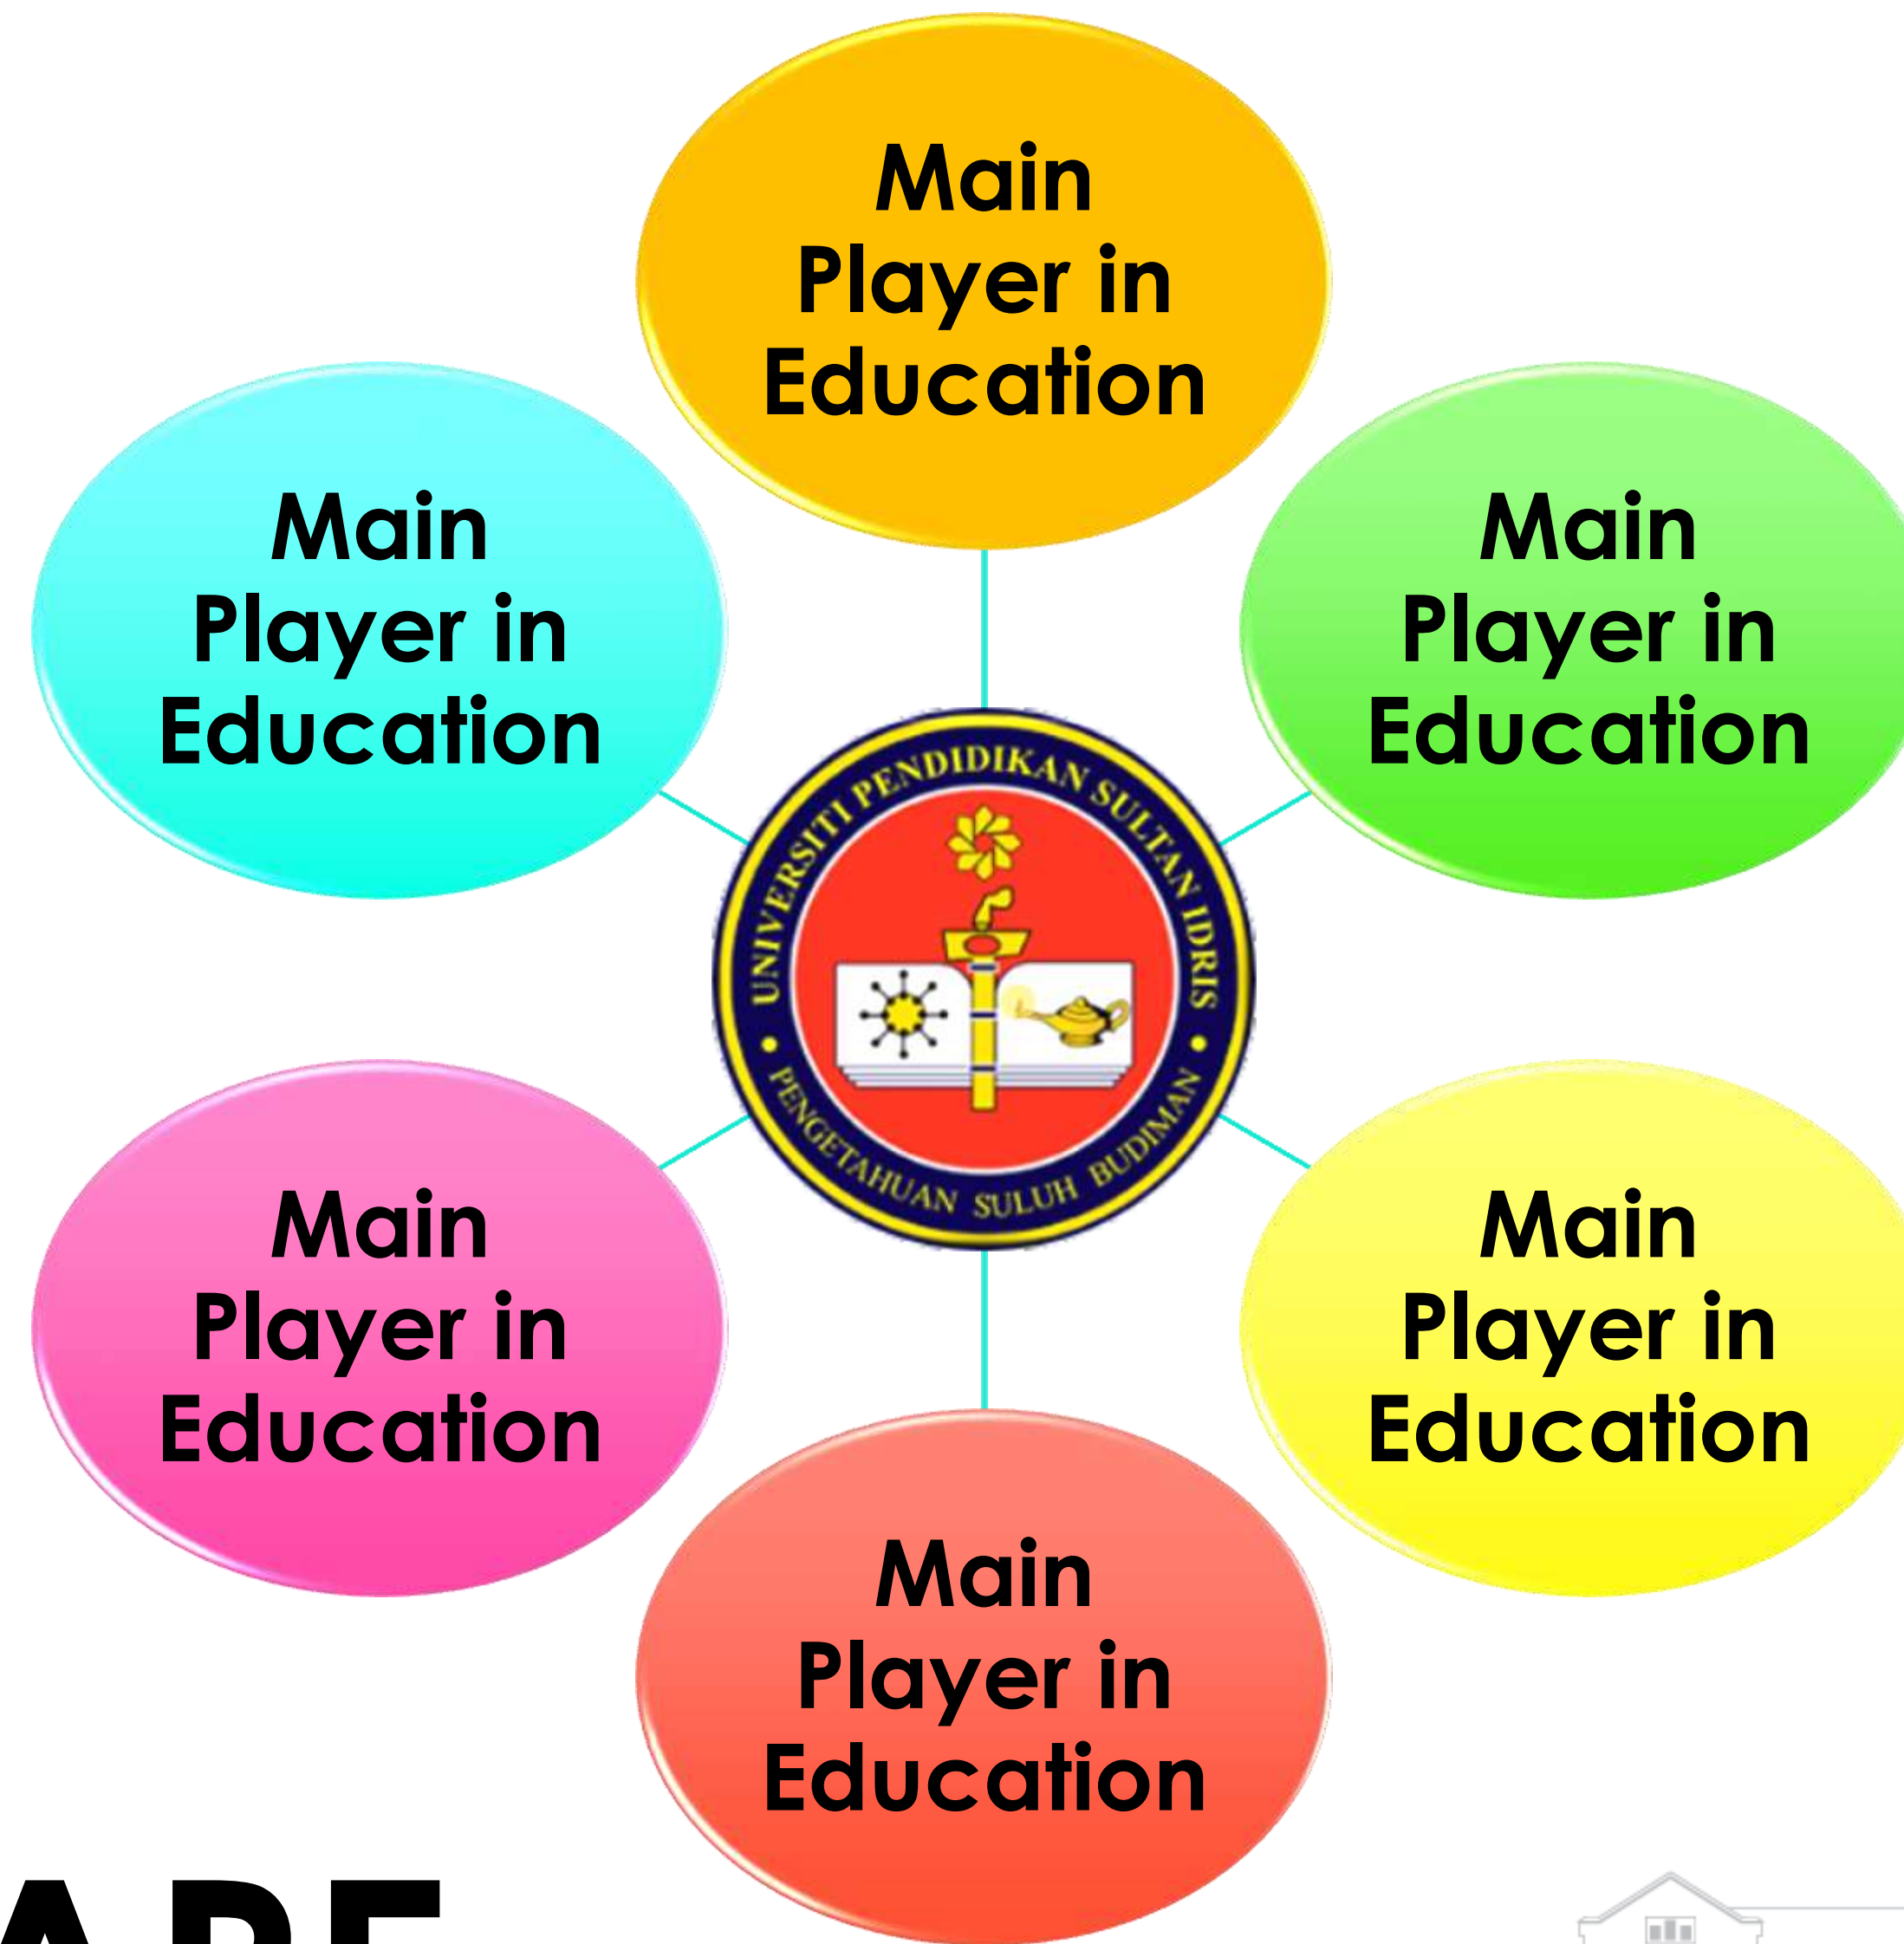 Main
Player in
Education
Main
Player in
Education
Main
Player in
Education
UNIVERSITI PENDIDIKAN SULTAN IDRIS
PENGETAHUAN SULUH BUDIMAN
Main
Player in
Education
Main
Player in
Education
Main
Player in
Education